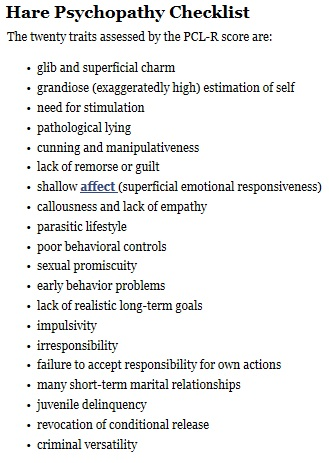 Hare Psychopathy Checklist
The twenty traits assessed by the PCL-R score are:
• glib and superficial charm
• grandiose (exaggeratedly high) estimation of self
• need for stimulation
• pathological lying
• cunning and manipulativeness
• lack of remorse or guilt
• shallow affect (superficial emotional responsiveness)
• callousness and lack of empathy
• parasitic lifestyle
• poor behavioral controls
• sexual promiscuity
• early behavior problems
• lack of realistic long-term goals
• impulsivity
• irresponsibility
• failure to accept responsibility for own actions
• many short-term marital relationships
• juvenile delinquency
• revocation of conditional release
• criminal versatility